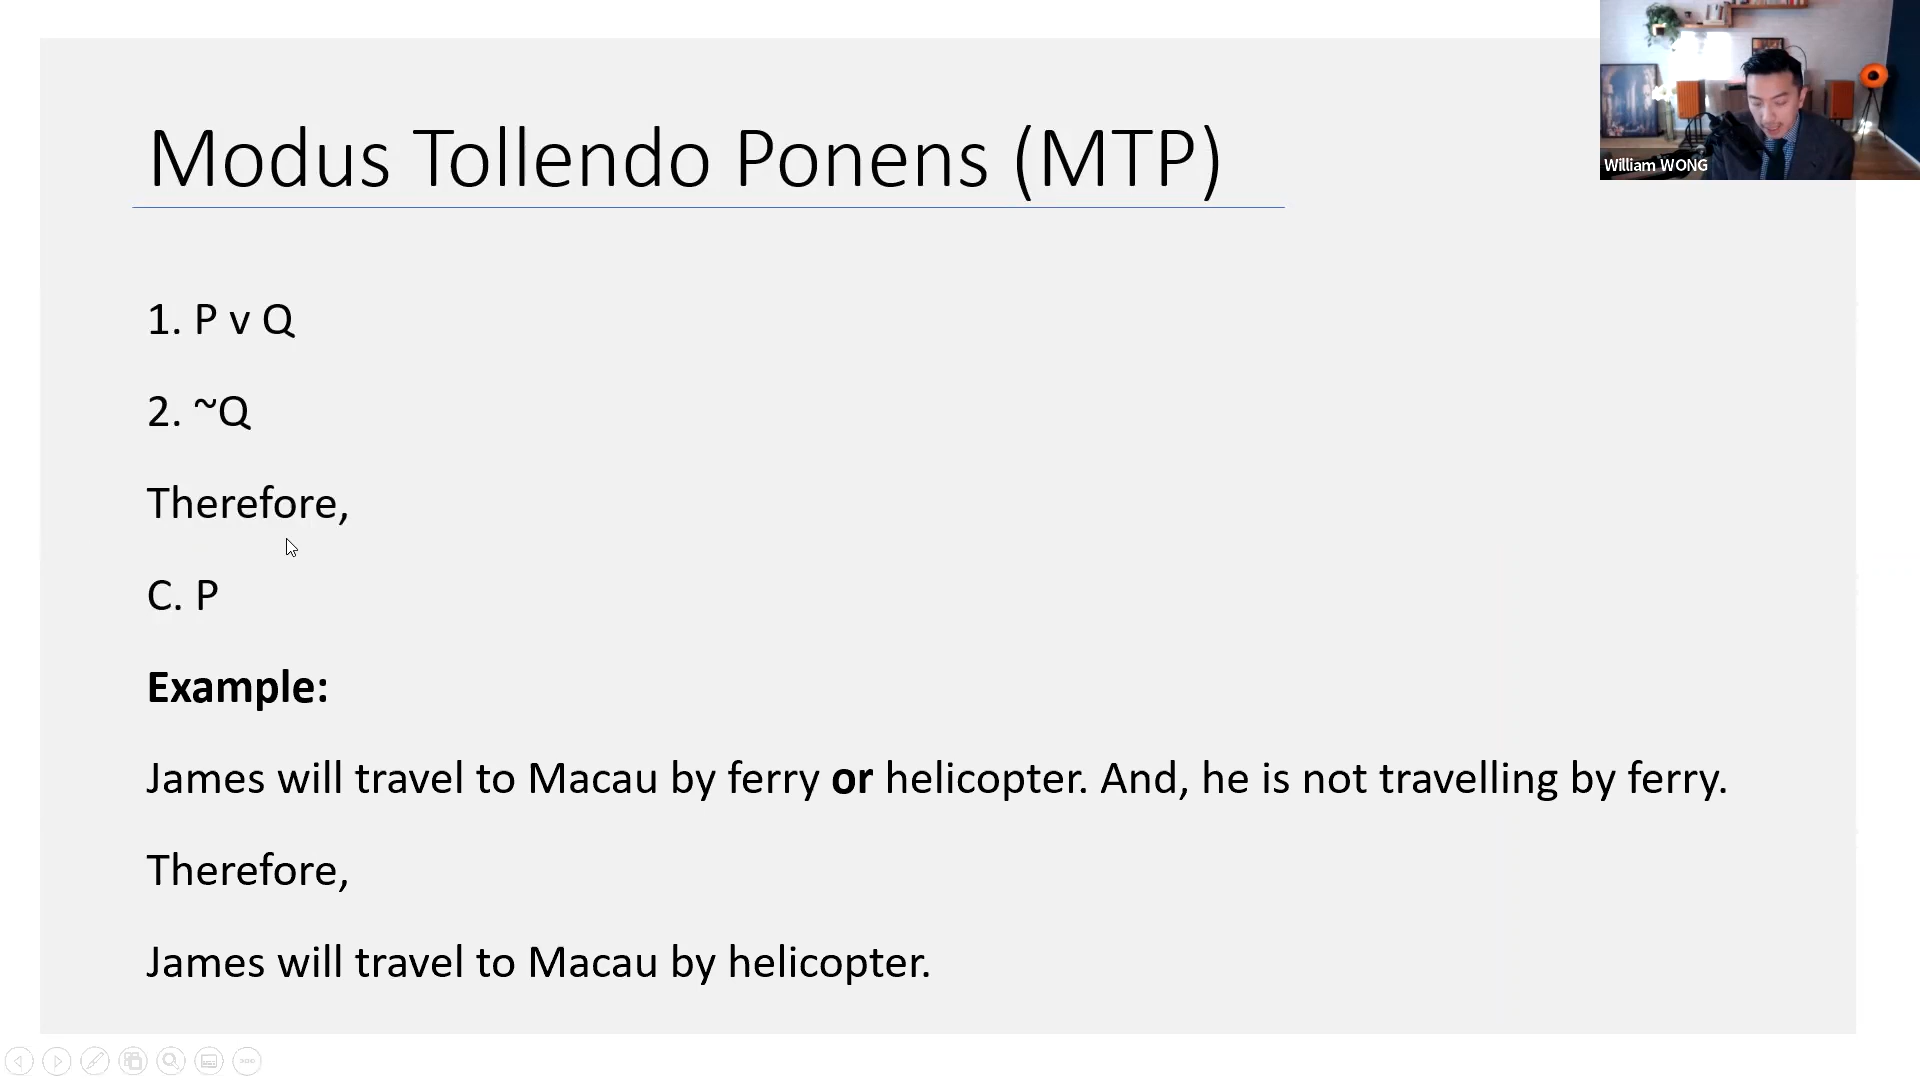 Modus Tollendo Ponens (MTP)
William WONG
1. P v Q
2. ~Q
Therefore,
C. P
Example:
James will travel to Macau by ferry or helicopter. And, he is not travelling by ferry.
Therefore,
James will travel to Macau by helicopter.